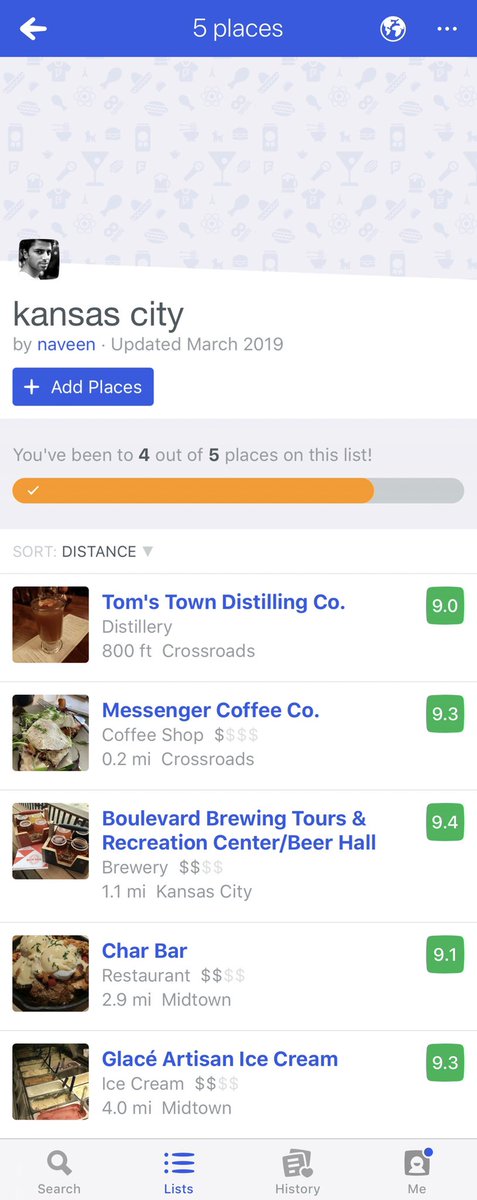 5 places
kansas city
by naveen · Updated March 2019
+ Add Places
You've been to 4 out of 5 places on this list!
SORT: DISTANCE ▼
Tom's Town Distilling Co.
9.0
Distillery
800 ft Crossroads
Messenger Coffee Co.
9.3
Coffee Shop $$$$
0.2 mi Crossroads
Boulevard Brewing Tours &
Recreation Center/Beer Hall
9.4
Brewery $$$$
1.1 mi Kansas City
Char Bar
9.1
Restaurant $$$$
2.9 mi Midtown
Glacé Artisan Ice Cream
9.3
Ice Cream $$$$
4.0 mi Midtown
Search
Lists
History
Me